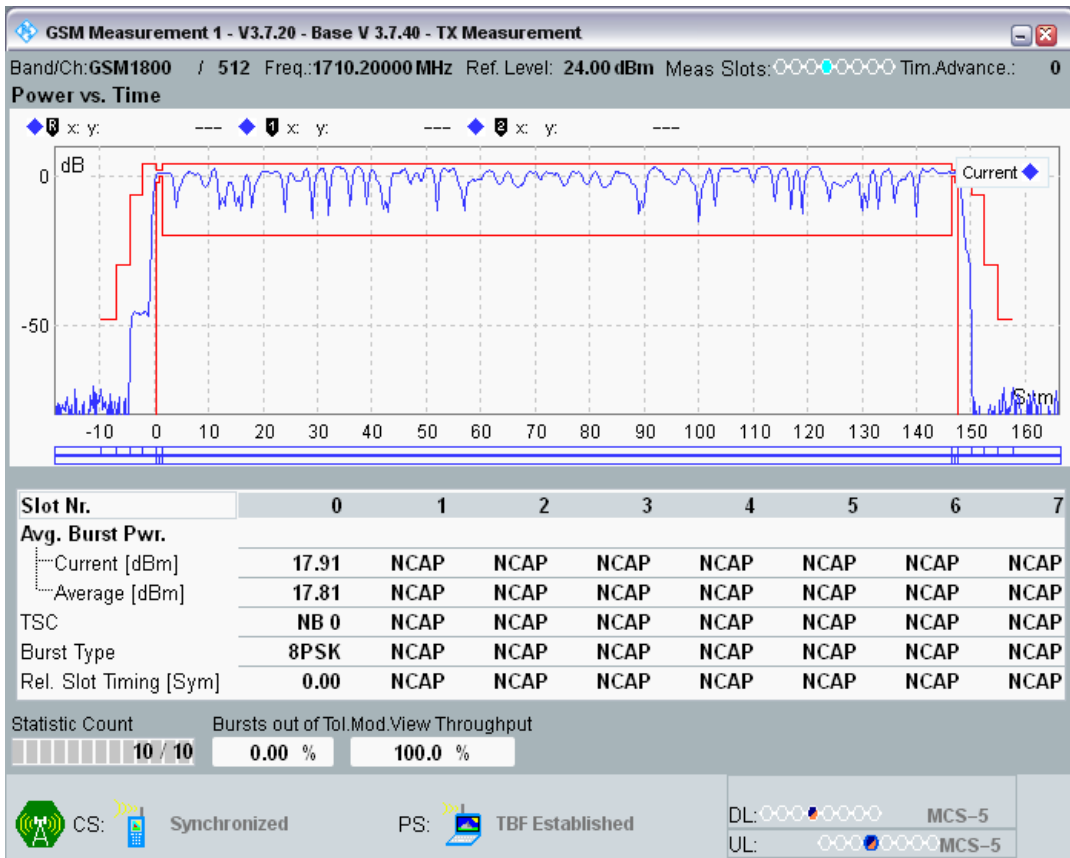 GSM Measurement 1 - V3.7.20 - Base V 3.7.40 - TX Measurement
Band/Ch:GSM1800 / 512 Freq.:1710.20000 MHz Ref. Level: 24.00 dBm Meas Slots: Tim.Advance.: 0
Power vs. Time
R x: y: --- 1 x: y: --- 2 x: y: ---
dB
Current
0
-50
Sym
-10 0 10 20 30 40 50 60 70 80 90 100 110 120 130 140 150 160
Slot Nr. 0 1 2 3 4 5 6 7
Avg. Burst Pwr.
Current [dBm] 17.91 NCAP NCAP NCAP NCAP NCAP NCAP NCAP
Average [dBm] 17.81 NCAP NCAP NCAP NCAP NCAP NCAP NCAP
TSC NB 0 NCAP NCAP NCAP NCAP NCAP NCAP NCAP
Burst Type 8PSK NCAP NCAP NCAP NCAP NCAP NCAP NCAP
Rel. Slot Timing [Sym] 0.00 NCAP NCAP NCAP NCAP NCAP NCAP NCAP
Statistic Count Bursts out of Tol.Mod.View Throughput
10 / 10 0.00 % 100.0 %
CS: Synchronized PS: TBF Established
DL: MCS-5
UL: MCS-5